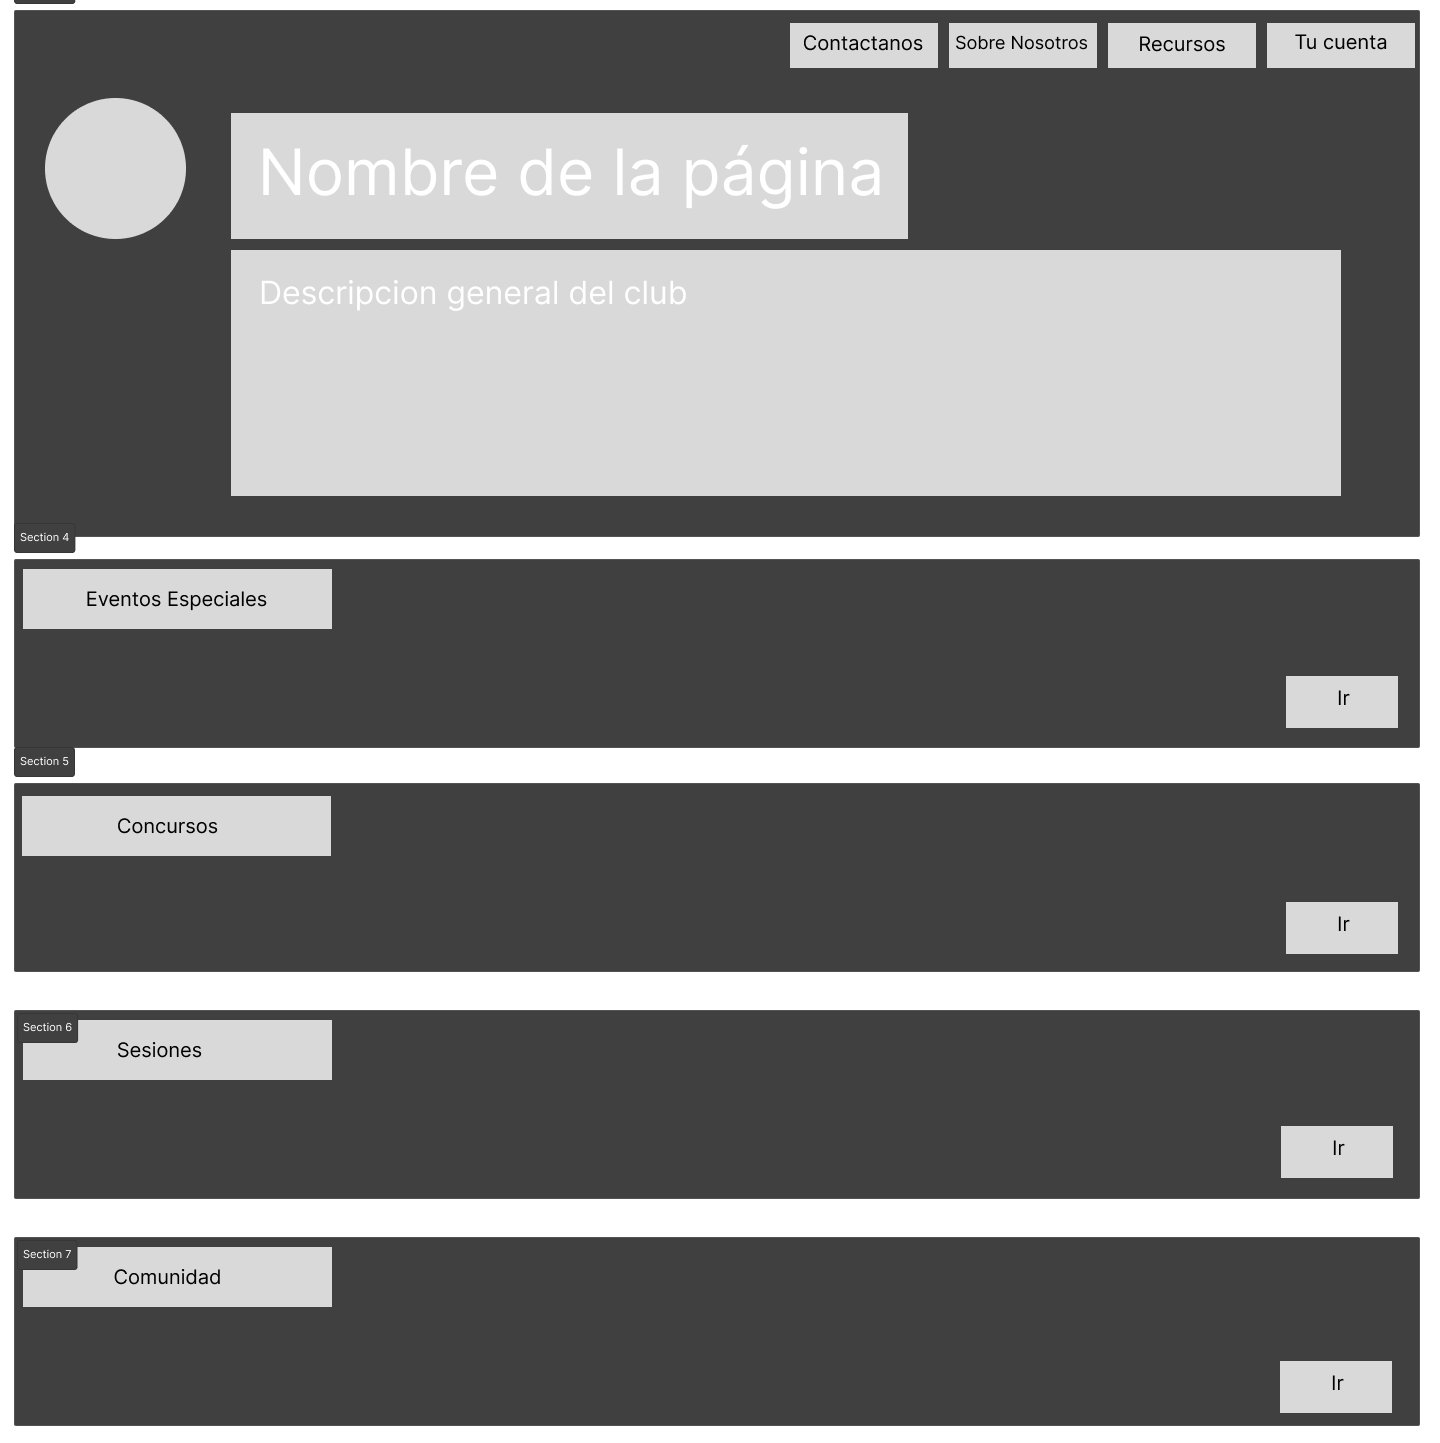 Contactanos
Sobre Nosotros
Recursos
Tu cuenta
Nombre de la página
Descripcion general del club
Section 4
Eventos Especiales
Ir
Section 5
Concursos
Ir
Section 6
Sesiones
Ir
Section 7
Comunidad
Ir